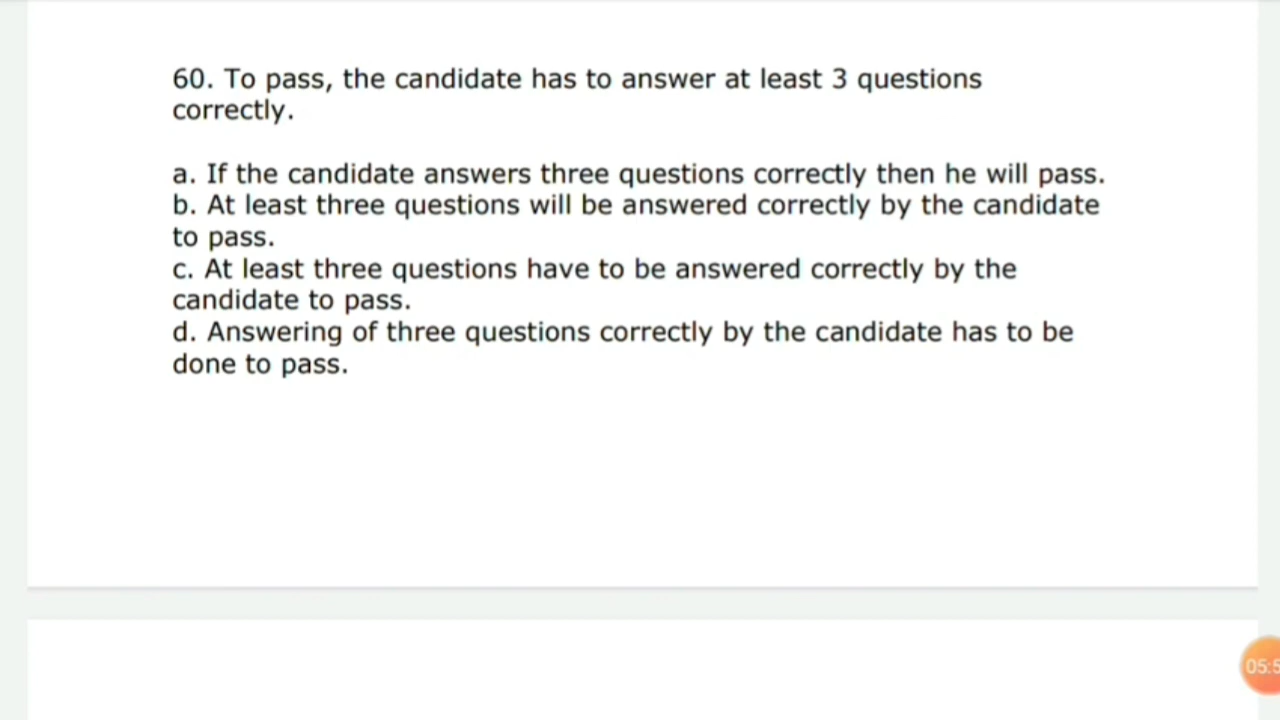 60. To pass, the candidate has to answer at least 3 questions
correctly.
a. If the candidate answers three questions correctly then he will pass.
b. At least three questions will be answered correctly by the candidate
to pass.
c. At least three questions have to be answered correctly by the
candidate to pass.
d. Answering of three questions correctly by the candidate has to be
done to pass.